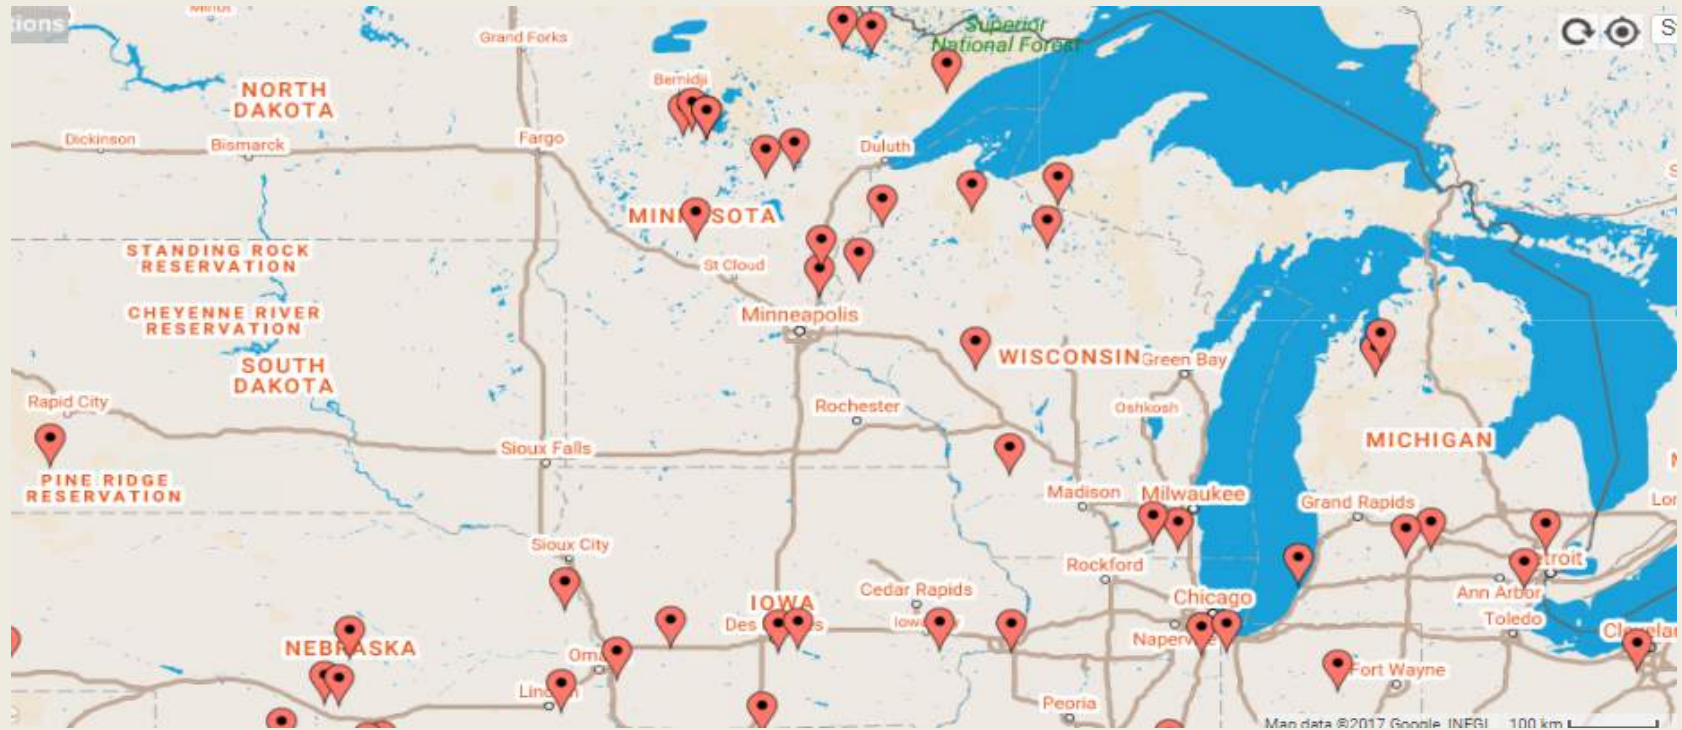 ions
Minot
Grand Forks
Superior
National Forest
S
Bemidji
NORTH
DAKOTA
Dickinson
Bismarck
Fargo
Duluth
STANDING ROCK
RESERVATION
St Cloud
CHEYENNE RIVER
RESERVATION
Minneapolis
SOUTH
DAKOTA
WISCONSIN
Green Bay
Rapid City
Rochester
Oshkosh
MICHIGAN
Sioux Falls
PINE RIDGE
RESERVATION
Madison
Milwaukee
Grand Rapids
Lon
Sioux City
Rockford
Cedar Rapids
Ann Arbor
IOWA
Chicago
Toledo
NEBRASKA
Fort Wayne
Peoria
Map data ©2017 Google, INEGI
100 km